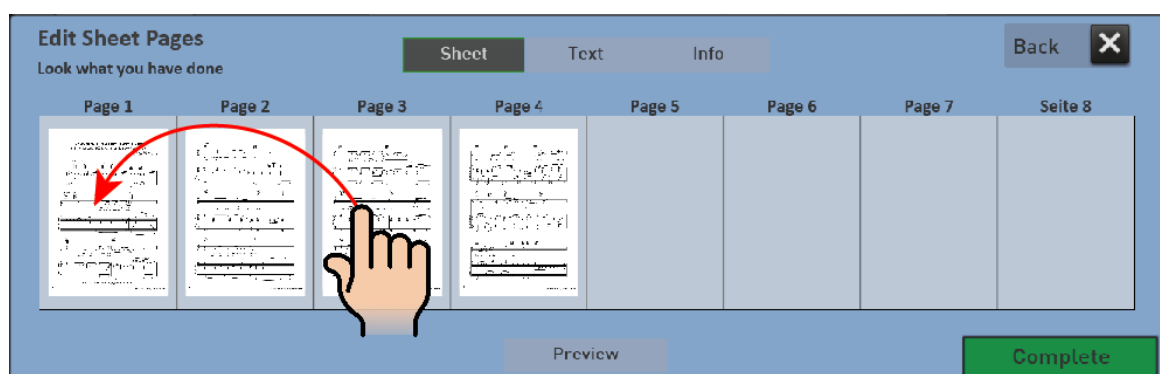 Edit Sheet Pages
Look what you have done
Sheet Text Info
Back
Page 1 Page 2 Page 3 Page 4 Page 5 Page 6 Page 7 Seite 8
Preview
Complete